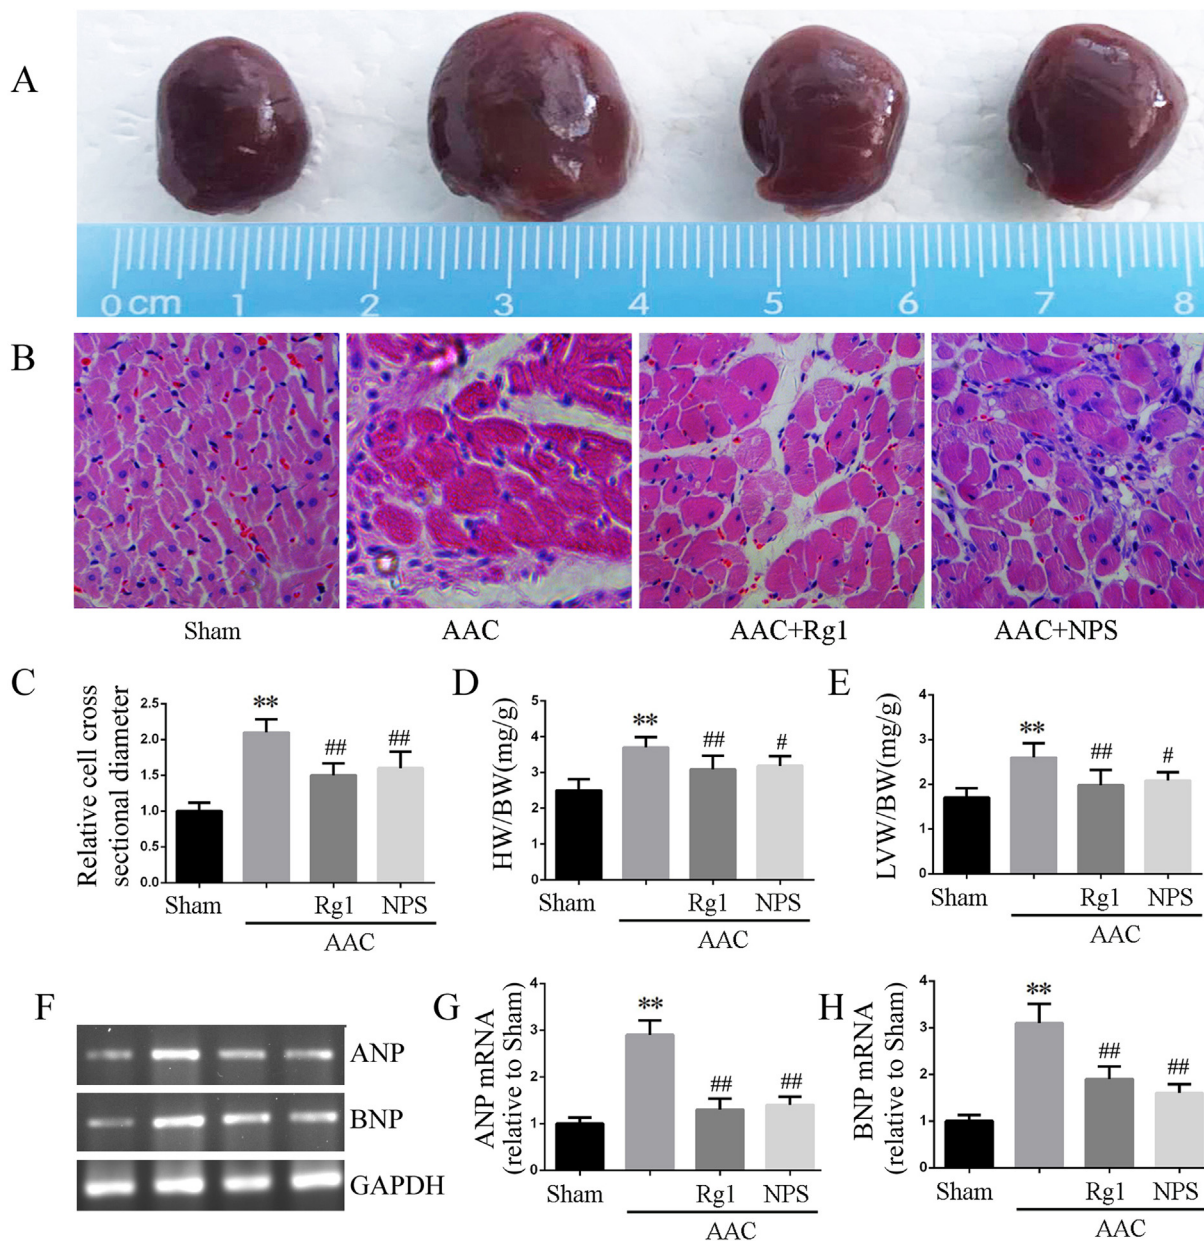 A
0 cm 1 2 3 4 5 6 7 8
B
Sham AAC AAC+Rg1 AAC+NPS
C
Relative cell cross
sectional diameter
2.5
2.0
1.5
1.0
0.5
0.0
**
##
##
Sham Rg1 NPS
AAC
D
HW/BW(mg/g)
5
4
3
2
1
0
**
##
#
Sham Rg1 NPS
AAC
E
LVW/BW(mg/g)
4
3
2
1
0
**
##
#
Sham Rg1 NPS
AAC
F
ANP
BNP
GAPDH
G
ANP mRNA
(relative to Sham)
4
3
2
1
0
**
##
##
Sham Rg1 NPS
AAC
H
BNP mRNA
(relative to Sham)
4
3
2
1
0
**
##
##
Sham Rg1 NPS
AAC